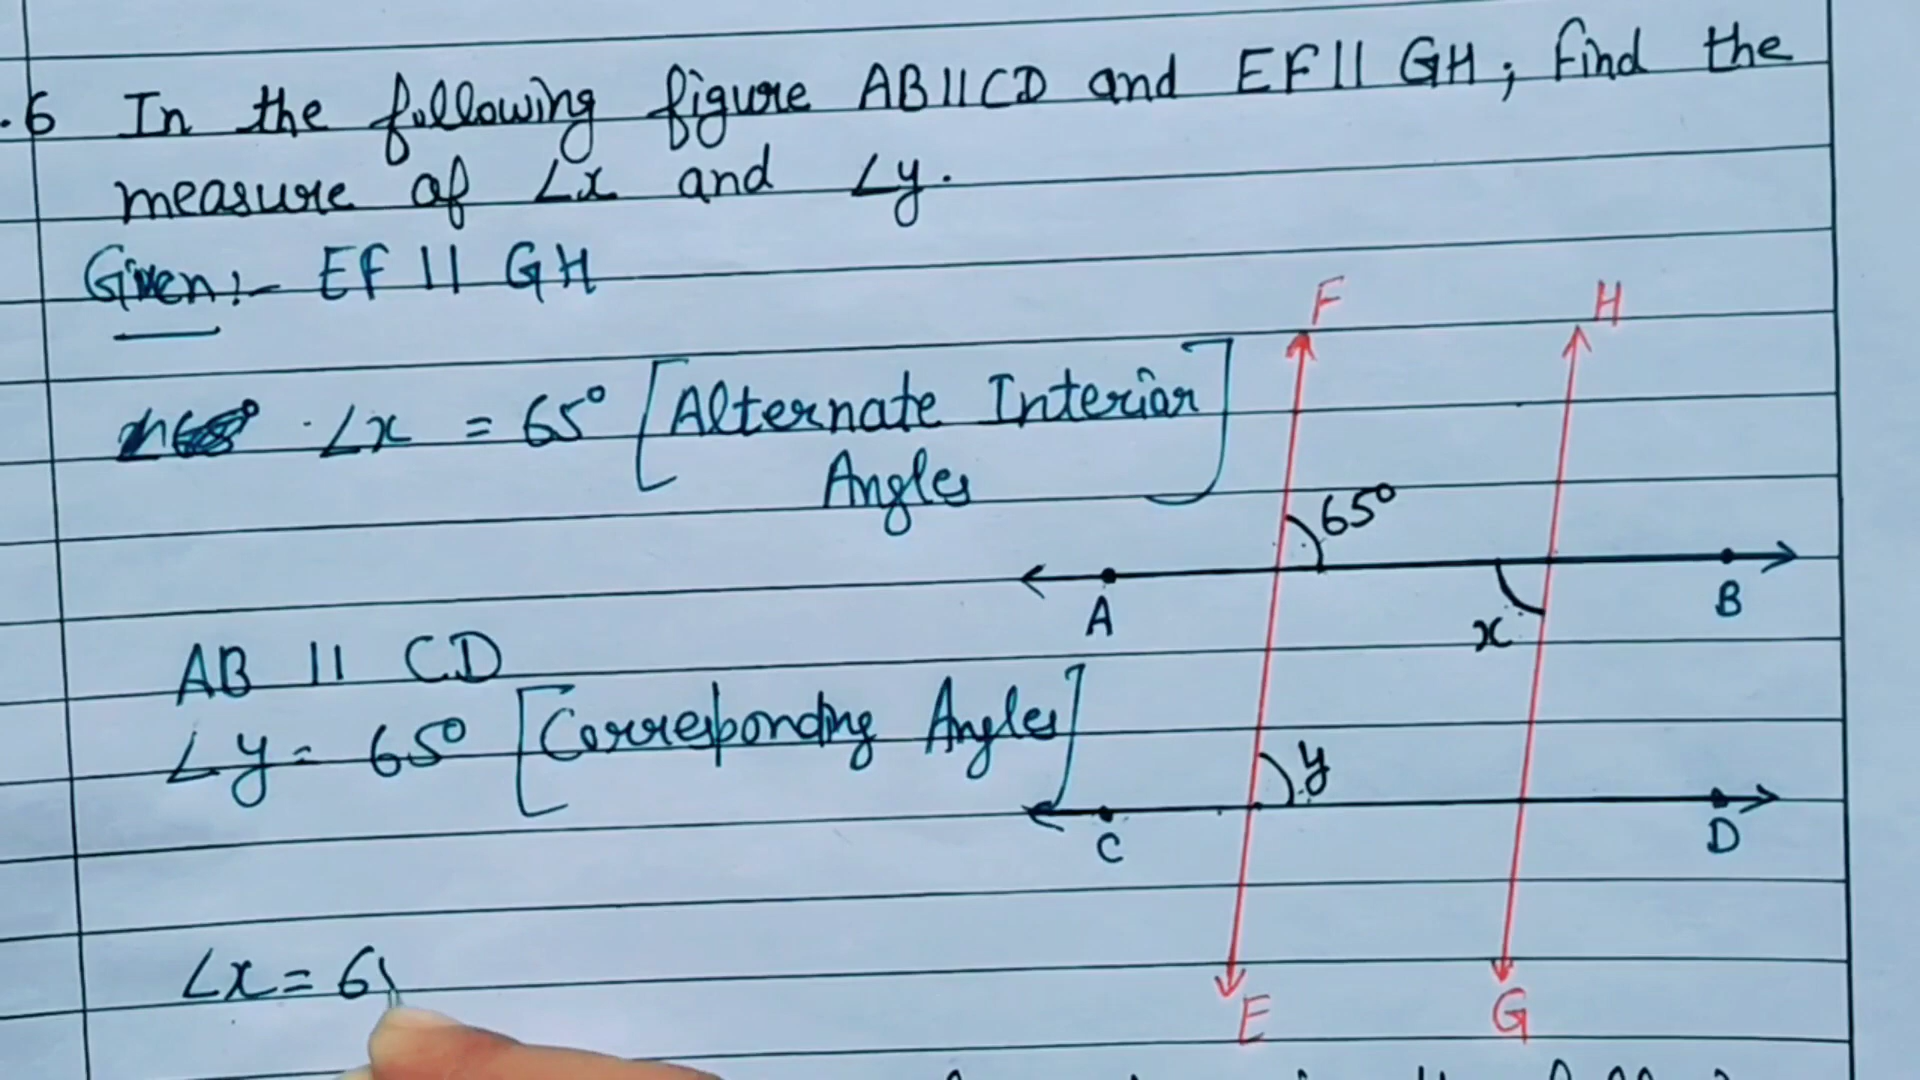 .6 In the following figure AB || CD and EF || GH; find the
measure of ∠x and ∠y.
Given:- EF || GH
∠x = 65° [Alternate Interior
Angles]
AB || CD
∠y = 65° [Corresponding Angles]
∠x = 6
F
H
65°
A
B
x
y
C
D
E
G